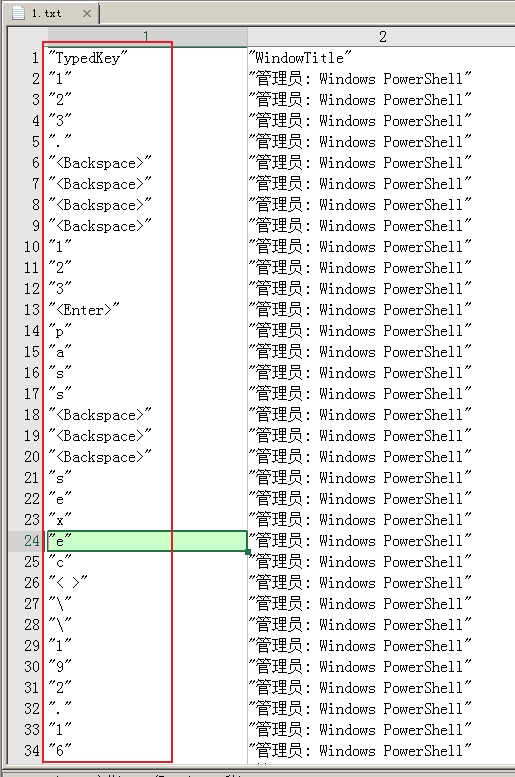 1.txt
1 2
1 "TypedKey" "WindowTitle"
2 "1" "管理员: Windows PowerShell"
3 "2" "管理员: Windows PowerShell"
4 "3" "管理员: Windows PowerShell"
5 "." "管理员: Windows PowerShell"
6 "<Backspace>" "管理员: Windows PowerShell"
7 "<Backspace>" "管理员: Windows PowerShell"
8 "<Backspace>" "管理员: Windows PowerShell"
9 "<Backspace>" "管理员: Windows PowerShell"
10 "1" "管理员: Windows PowerShell"
11 "2" "管理员: Windows PowerShell"
12 "3" "管理员: Windows PowerShell"
13 "<Enter>" "管理员: Windows PowerShell"
14 "p" "管理员: Windows PowerShell"
15 "a" "管理员: Windows PowerShell"
16 "s" "管理员: Windows PowerShell"
17 "s" "管理员: Windows PowerShell"
18 "<Backspace>" "管理员: Windows PowerShell"
19 "<Backspace>" "管理员: Windows PowerShell"
20 "<Backspace>" "管理员: Windows PowerShell"
21 "s" "管理员: Windows PowerShell"
22 "e" "管理员: Windows PowerShell"
23 "x" "管理员: Windows PowerShell"
24 "e" "管理员: Windows PowerShell"
25 "c" "管理员: Windows PowerShell"
26 "< >" "管理员: Windows PowerShell"
27 "\" "管理员: Windows PowerShell"
28 "\" "管理员: Windows PowerShell"
29 "1" "管理员: Windows PowerShell"
30 "9" "管理员: Windows PowerShell"
31 "2" "管理员: Windows PowerShell"
32 "." "管理员: Windows PowerShell"
33 "1" "管理员: Windows PowerShell"
34 "6" "管理员: Windows PowerShell"